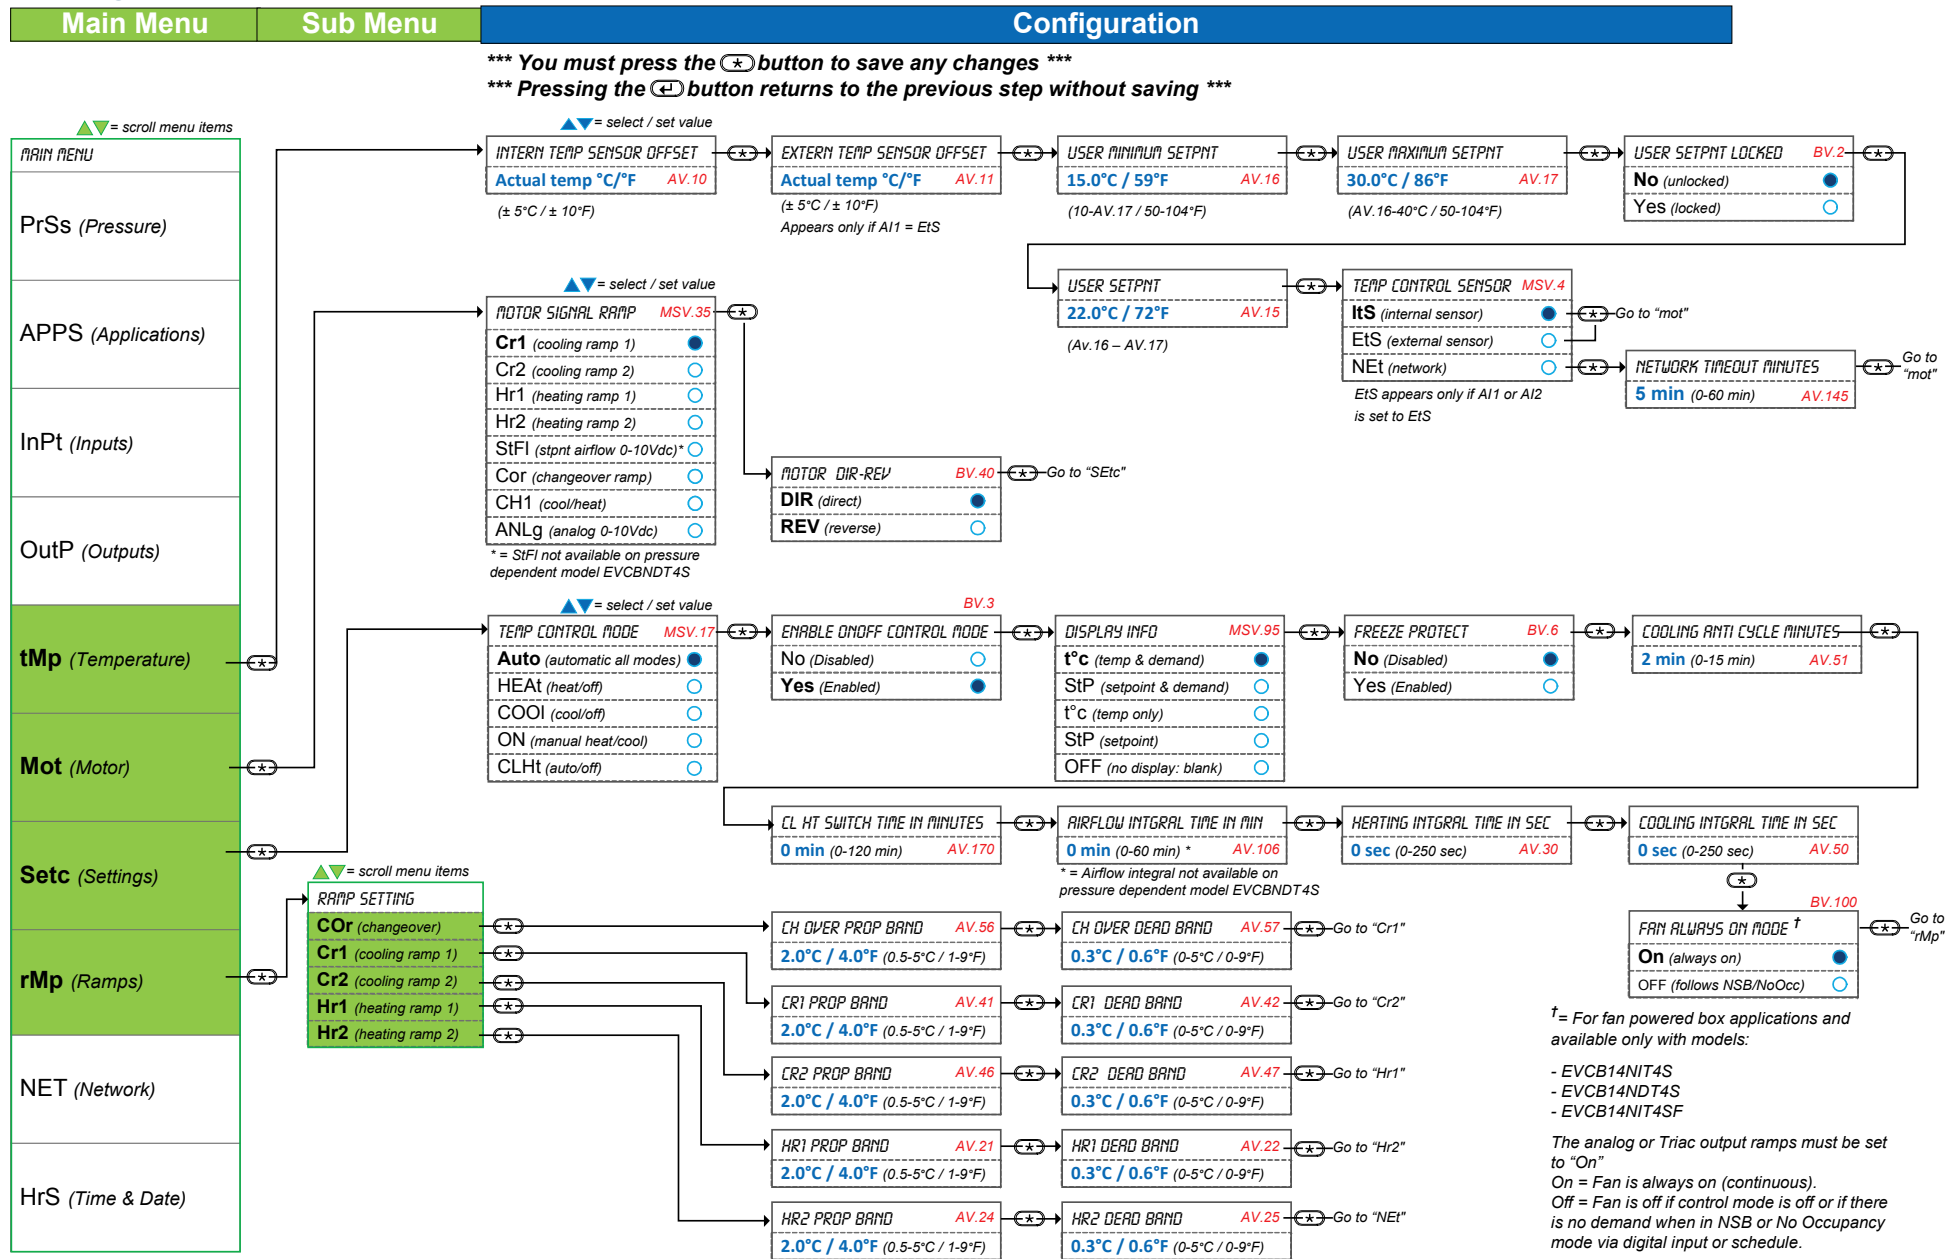 Main Menu
Sub Menu
Configuration
*** You must press the * button to save any changes ***
*** Pressing the ↵ button returns to the previous step without saving ***
▲▼= scroll menu items
MAIN MENU
PrSs (Pressure)
APPS (Applications)
InPt (Inputs)
OutP (Outputs)
tMp (Temperature)
*
Mot (Motor)
*
Setc (Settings)
*
rMp (Ramps)
*
NET (Network)
HrS (Time & Date)
▲▼= select / set value
INTERN TEMP SENSOR OFFSET
Actual temp °C/°F AV.10
(± 5°C / ± 10°F)
*
EXTERN TEMP SENSOR OFFSET
Actual temp °C/°F AV.11
(± 5°C / ± 10°F)
Appears only if AI1 = EtS
*
USER MINIMUM SETPNT
15.0°C / 59°F AV.16
(10-AV.17 / 50-104°F)
*
USER MAXIMUM SETPNT
30.0°C / 86°F AV.17
(AV.16-40°C / 50-104°F)
*
USER SETPNT LOCKED BV.2
*
No (unlocked)
Yes (locked)
USER SETPNT
22.0°C / 72°F AV.15
(Av.16 – AV.17)
*
TEMP CONTROL SENSOR MSV.4
ItS (internal sensor)
* Go to "mot"
EtS (external sensor)
NEt (network)
*
EtS appears only if AI1 or AI2
is set to EtS
NETWORK TIMEOUT MINUTES
5 min (0-60 min) AV.145
*
Go to
"mot"
▲▼= select / set value
MOTOR SIGNAL RAMP MSV.35
*
Cr1 (cooling ramp 1)
Cr2 (cooling ramp 2)
Hr1 (heating ramp 1)
Hr2 (heating ramp 2)
StFl (stpnt airflow 0-10Vdc)*
Cor (changeover ramp)
CH1 (cool/heat)
ANLg (analog 0-10Vdc)
* = StFl not available on pressure
dependent model EVCBNDT4S
MOTOR DIR-REV BV.40
* Go to “SEtc”
DIR (direct)
REV (reverse)
▲▼= select / set value
TEMP CONTROL MODE MSV.17
*
Auto (automatic all modes)
HEAt (heat/off)
COOl (cool/off)
ON (manual heat/cool)
CLHt (auto/off)
BV.3
ENABLE ONOFF CONTROL MODE
*
No (Disabled)
Yes (Enabled)
DISPLAY INFO MSV.95
*
t°c (temp & demand)
StP (setpoint & demand)
t°c (temp only)
StP (setpoint)
OFF (no display: blank)
FREEZE PROTECT BV.6
*
No (Disabled)
Yes (Enabled)
COOLING ANTI CYCLE MINUTES
*
2 min (0-15 min) AV.51
CL HT SWITCH TIME IN MINUTES
0 min (0-120 min) AV.170
*
AIRFLOW INTGRAL TIME IN MIN
0 min (0-60 min) * AV.106
* = Airflow integral not available on
pressure dependent model EVCBNDT4S
*
HEATING INTGRAL TIME IN SEC
0 sec (0-250 sec) AV.30
*
COOLING INTGRAL TIME IN SEC
0 sec (0-250 sec) AV.50
*
BV.100
FAN ALWAYS ON MODE †
*
Go to
"rMp"
On (always on)
OFF (follows NSB/NoOcc)
†= For fan powered box applications and
available only with models:
- EVCB14NIT4S
- EVCB14NDT4S
- EVCB14NIT4SF
The analog or Triac output ramps must be set
to “On”
On = Fan is always on (continuous).
Off = Fan is off if control mode is off or if there
is no demand when in NSB or No Occupancy
mode via digital input or schedule.
▲▼= scroll menu items
RAMP SETTING
COr (changeover)
*
Cr1 (cooling ramp 1)
*
Cr2 (cooling ramp 2)
*
Hr1 (heating ramp 1)
*
Hr2 (heating ramp 2)
*
CH OVER PROP BAND AV.56
2.0°C / 4.0°F (0.5-5°C / 1-9°F)
*
CH OVER DEAD BAND AV.57
0.3°C / 0.6°F (0-5°C / 0-9°F)
* Go to “Cr1"
CR1 PROP BAND AV.41
2.0°C / 4.0°F (0.5-5°C / 1-9°F)
*
CR1 DEAD BAND AV.42
0.3°C / 0.6°F (0-5°C / 0-9°F)
* Go to “Cr2"
CR2 PROP BAND AV.46
2.0°C / 4.0°F (0.5-5°C / 1-9°F)
*
CR2 DEAD BAND AV.47
0.3°C / 0.6°F (0-5°C / 0-9°F)
* Go to “Hr1"
HR1 PROP BAND AV.21
2.0°C / 4.0°F (0.5-5°C / 1-9°F)
*
HR1 DEAD BAND AV.22
0.3°C / 0.6°F (0-5°C / 0-9°F)
* Go to “Hr2"
HR2 PROP BAND AV.24
2.0°C / 4.0°F (0.5-5°C / 1-9°F)
*
HR2 DEAD BAND AV.25
0.3°C / 0.6°F (0-5°C / 0-9°F)
* Go to “NEt"